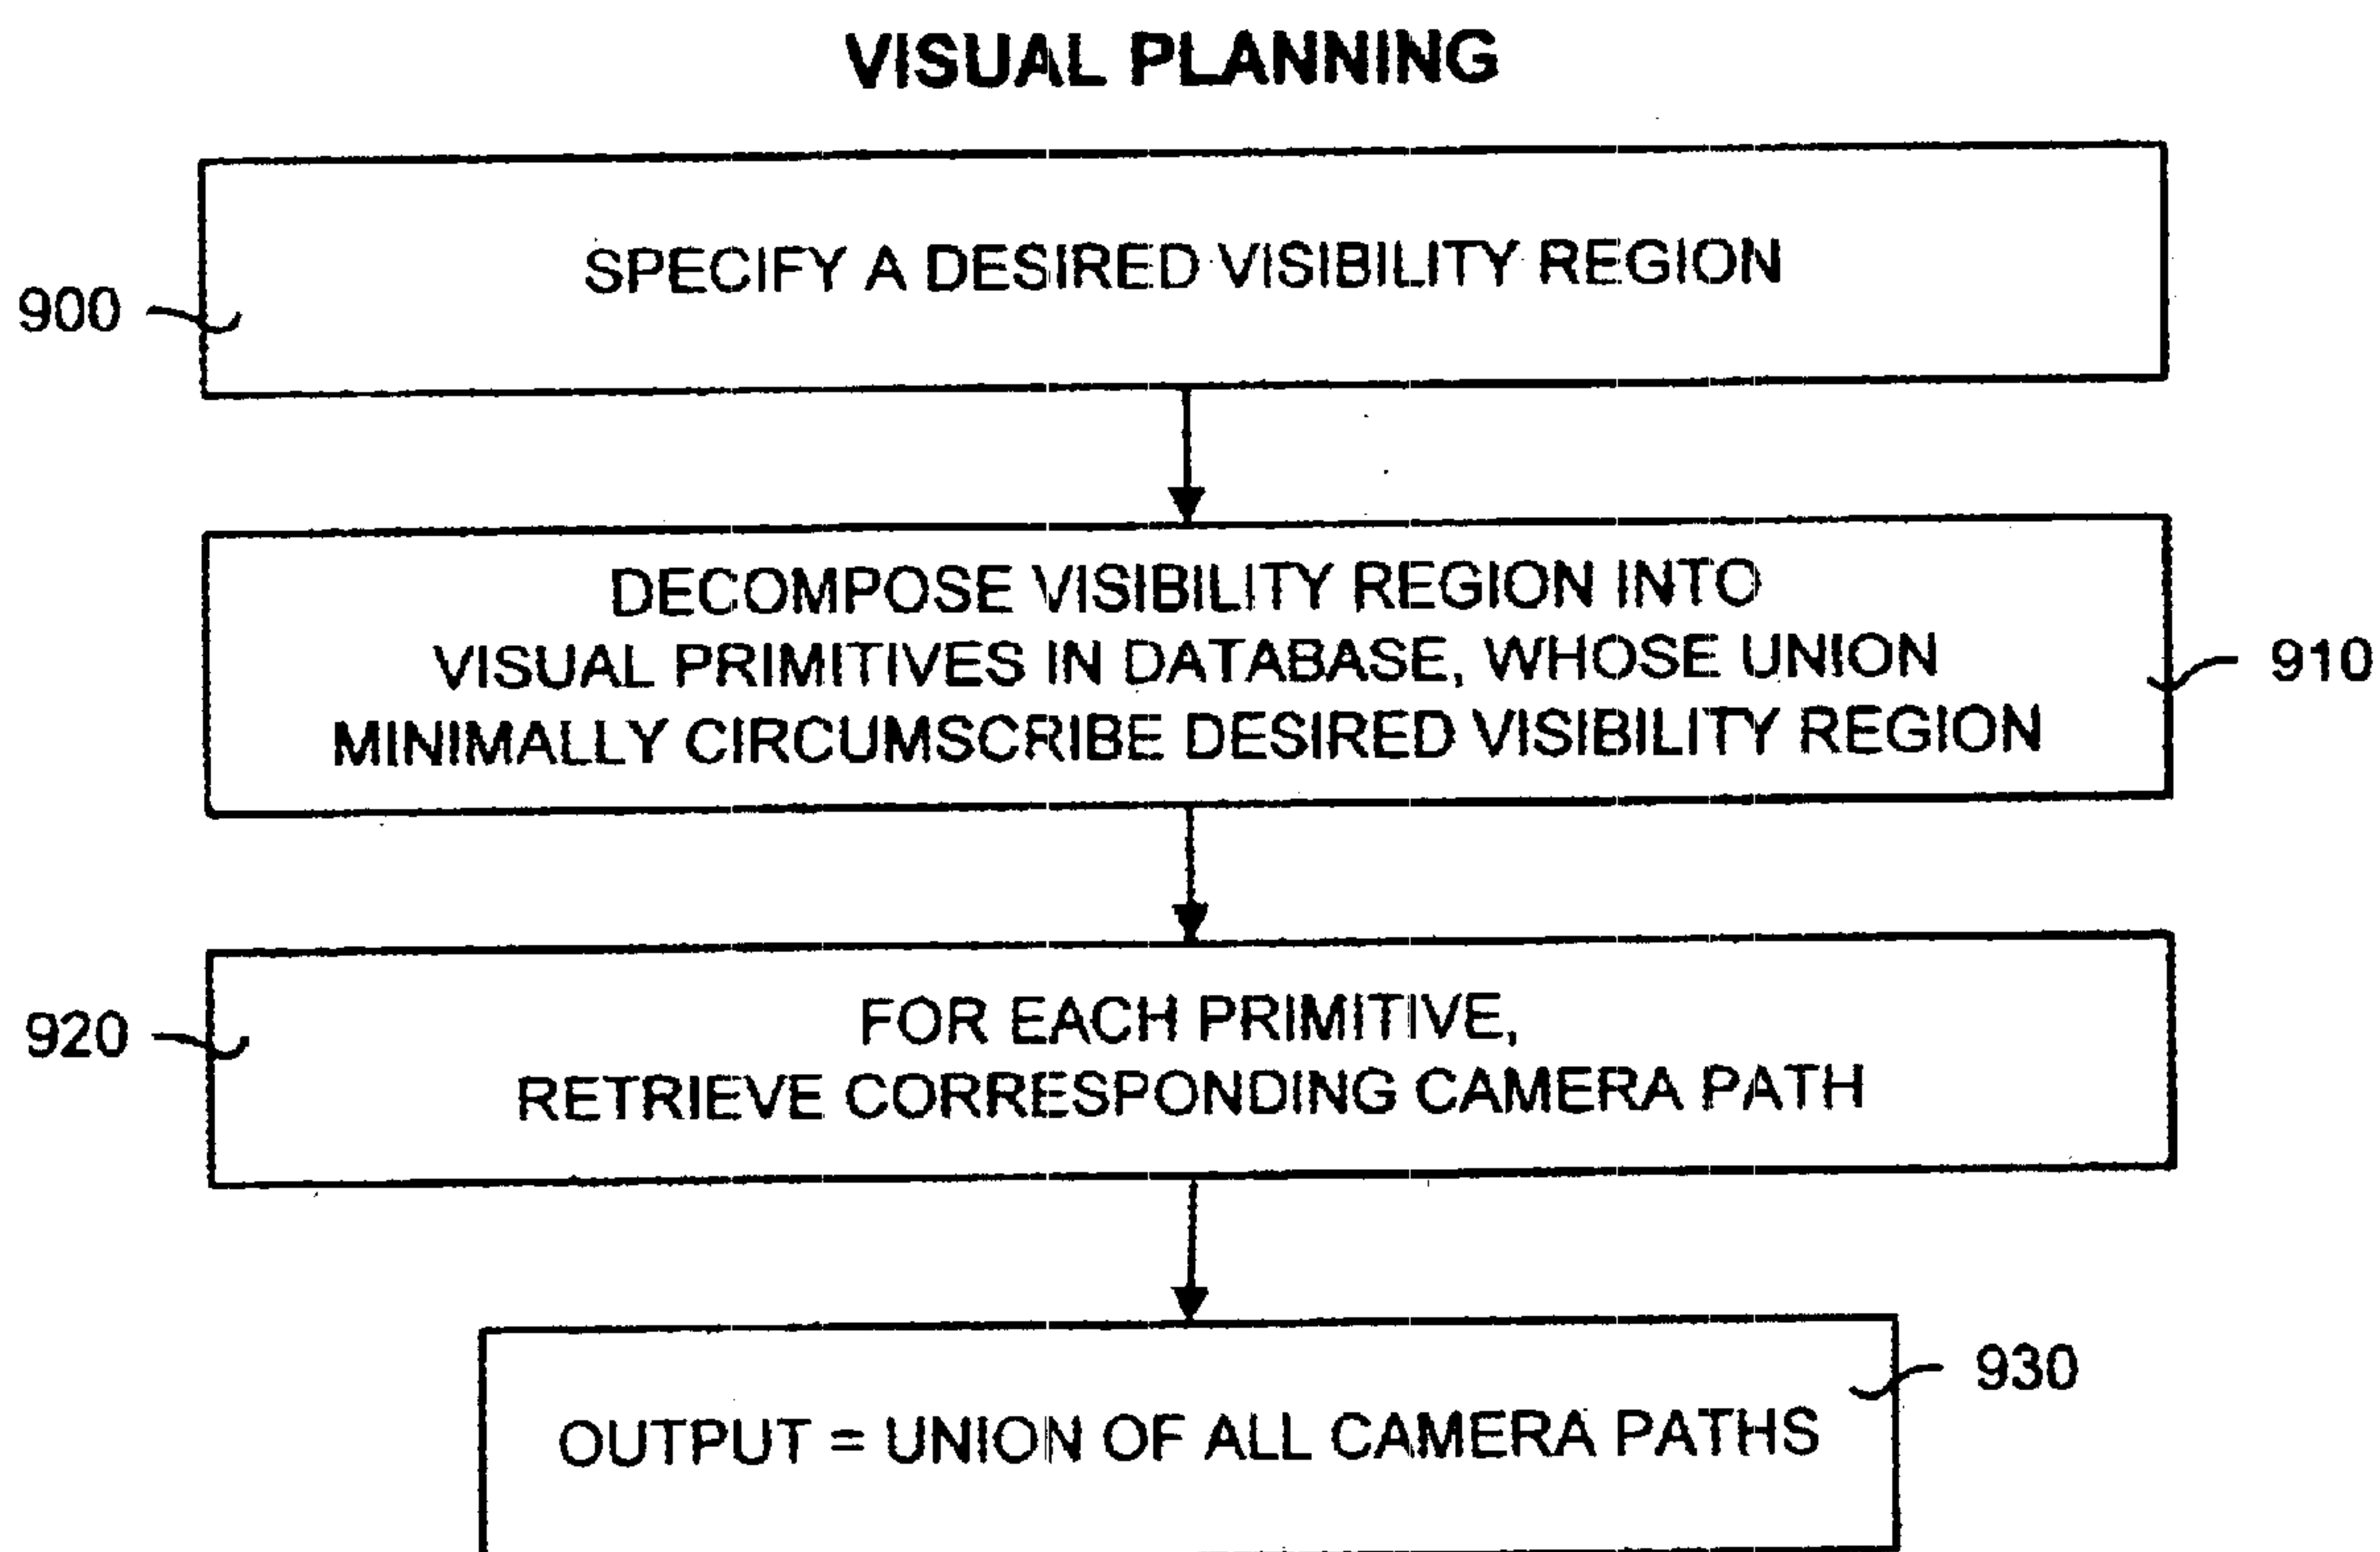 VISUAL PLANNING
SPECIFY A DESIRED VISIBILITY REGION
900
DECOMPOSE VISIBILITY REGION INTO
VISUAL PRIMITIVES IN DATABASE, WHOSE UNION
MINIMALLY CIRCUMSCRIBE DESIRED VISIBILITY REGION
910
FOR EACH PRIMITIVE,
RETRIEVE CORRESPONDING CAMERA PATH
920
OUTPUT = UNION OF ALL CAMERA PATHS
930